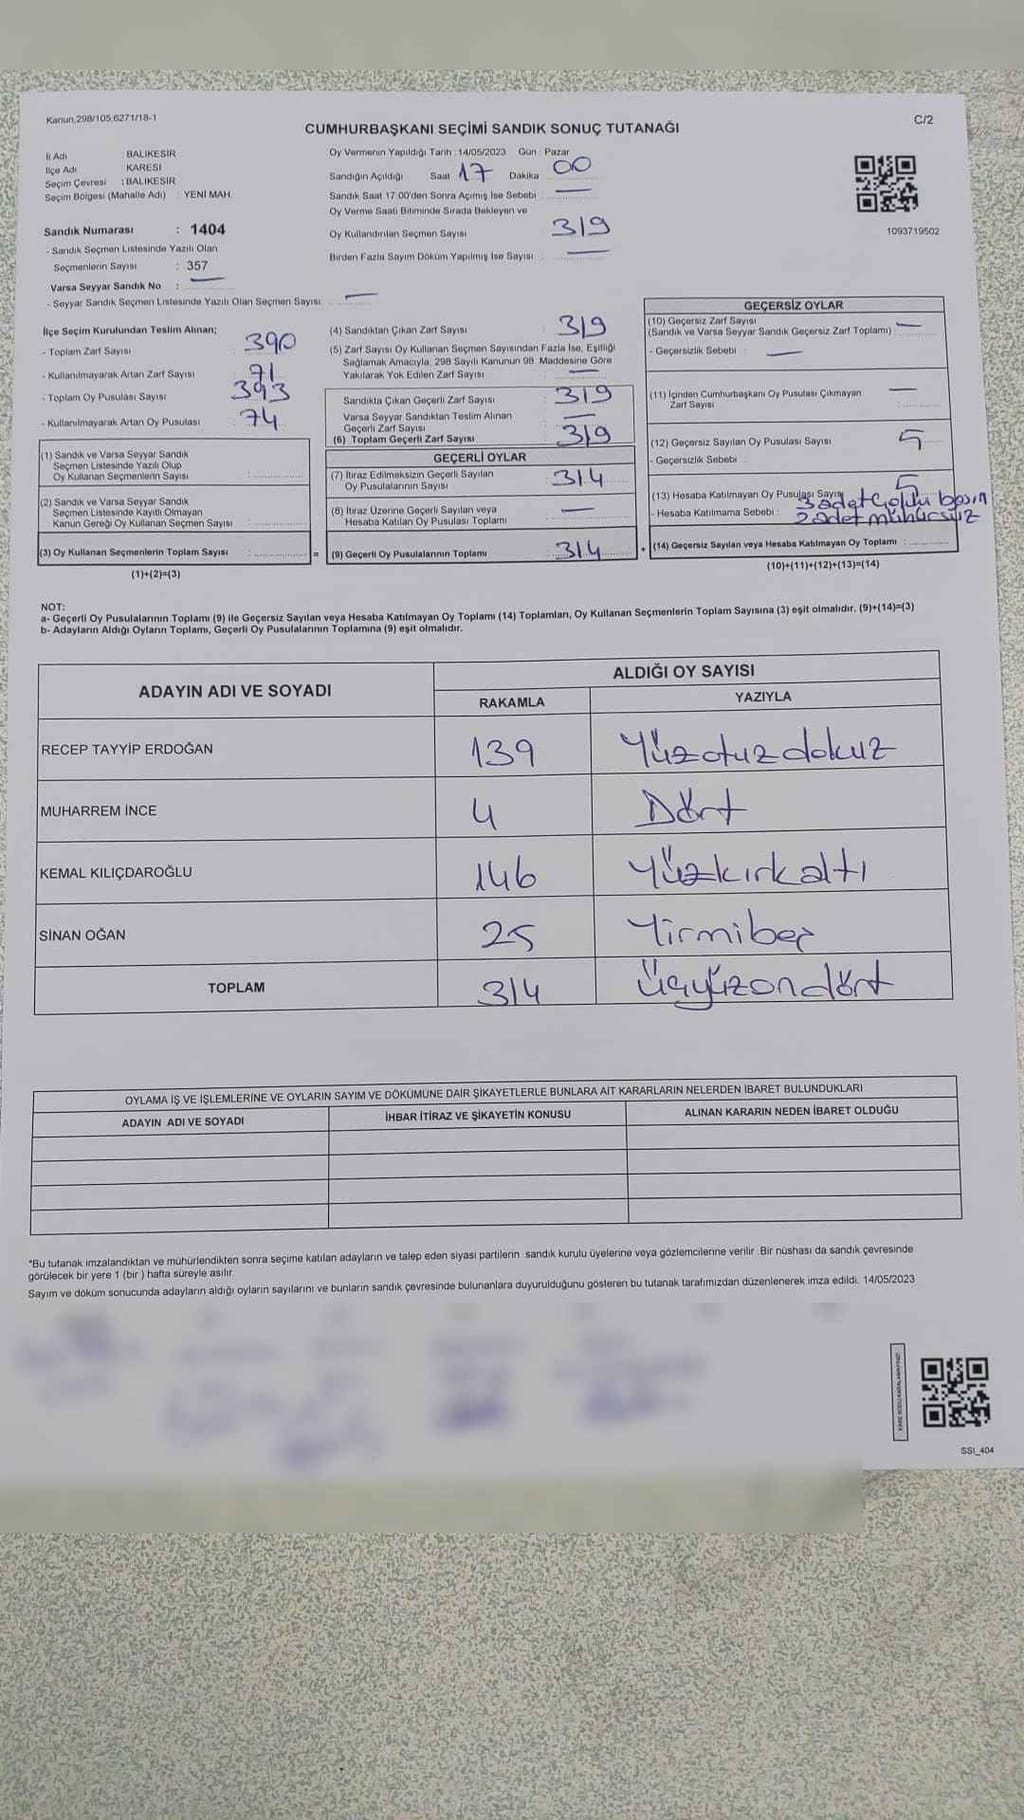 Kanun,298/105;6271/18-1
C/2
CUMHURBAŞKANI SEÇİMİ SANDIK SONUÇ TUTANAĞI
İl Adı : BALIKESİR
İlçe Adı : KARESİ
Seçim Çevresi : BALIKESİR
Seçim Bölgesi (Mahalle Adı) : YENİ MAH.
Sandık Numarası : 1404
- Sandık Seçmen Listesinde Yazılı Olan
Seçmenlerin Sayısı : 357
Varsa Seyyar Sandık No : —
- Seyyar Sandık Seçmen Listesinde Yazılı Olan Seçmen Sayısı —
Oy Vermenin Yapıldığı Tarih :14/05/2023 Gün : Pazar
Sandığın Açıldığı Saat 17 Dakika 00
Sandık Saat 17:00'den Sonra Açımış İse Sebebi : —
Oy Verme Saati Bitiminde Sırada Bekleyen ve
Oy Kullandırılan Seçmen Sayısı 319
Birden Fazla Sayım Döküm Yapılmış İse Sayısı : —
1093719502
İlçe Seçim Kurulundan Teslim Alınan;
- Toplam Zarf Sayısı 390
- Kullanılmayarak Artan Zarf Sayısı 71
- Toplam Oy Pusulası Sayısı 393
- Kullanılmayarak Artan Oy Pusulası 74
(1) Sandık ve Varsa Seyyar Sandık
Seçmen Listesinde Yazılı Olup
Oy Kullanan Seçmenlerin Sayısı :
(2) Sandık ve Varsa Seyyar Sandık
Seçmen Listesinde Kayıtlı Olmayan
Kanun Gereği Oy Kullanan Seçmen Sayısı :
(3) Oy Kullanan Seçmenlerin Toplam Sayısı : =
(1)+(2)=(3)
(4) Sandıktan Çıkan Zarf Sayısı 319
(5) Zarf Sayısı Oy Kullanan Seçmen Sayısından Fazla İse, Eşitliği
Sağlamak Amacıyla, 298 Sayılı Kanunun 98. Maddesine Göre
Yakılarak Yok Edilen Zarf Sayısı —
Sandıkta Çıkan Geçerli Zarf Sayısı 319
Varsa Seyyar Sandıktan Teslim Alınan
Geçerli Zarf Sayısı —
(6) Toplam Geçerli Zarf Sayısı 319
GEÇERLİ OYLAR
(7) İtiraz Edilmeksizin Geçerli Sayılan
Oy Pusulalarının Sayısı 314
(8) İtiraz Üzerine Geçerli Sayılan veya
Hesaba Katılan Oy Pusulası Toplamı —
(9) Geçerli Oy Pusulalarının Toplamı 314 +
GEÇERSİZ OYLAR
(10) Geçersiz Zarf Sayısı
(Sandık ve Varsa Seyyar Sandık Geçersiz Zarf Toplamı) : —
- Geçersizlik Sebebi : —
(11) İçinden Cumhurbaşkanı Oy Pusulası Çıkmayan
Zarf Sayısı : —
(12) Geçersiz Sayılan Oy Pusulası Sayısı : 5
- Geçersizlik Sebebi :
(13) Hesaba Katılmayan Oy Pusulası Sayısı 5
3 adet Çoklu basım
- Hesaba Katılmama Sebebi : 2 adet mühürsüz
(14) Geçersiz Sayılan veya Hesaba Katılmayan Oy Toplamı :
(10)+(11)+(12)+(13)=(14)
NOT:
a- Geçerli Oy Pusulalarının Toplamı (9) ile Geçersiz Sayılan veya Hesaba Katılmayan Oy Toplamı (14) Toplamları, Oy Kullanan Seçmenlerin Toplam Sayısına (3) eşit olmalıdır. (9)+(14)=(3)
b- Adayların Aldığı Oyların Toplamı, Geçerli Oy Pusulalarının Toplamına (9) eşit olmalıdır.
ADAYIN ADI VE SOYADI
ALDIĞI OY SAYISI
RAKAMLA YAZIYLA
RECEP TAYYİP ERDOĞAN 139 Yüzotuzdokuz
MUHARREM İNCE 4 Dört
KEMAL KILIÇDAROĞLU 146 Yüzkırkaltı
SİNAN OĞAN 25 Yirmibeş
TOPLAM 314 Üçyüzondört
OYLAMA İŞ VE İŞLEMLERİNE VE OYLARIN SAYIM VE DÖKÜMÜNE DAİR ŞİKAYETLERLE BUNLARA AİT KARARLARIN NELERDEN İBARET BULUNDUKLARI
ADAYIN ADI VE SOYADI İHBAR İTİRAZ VE ŞİKAYETİN KONUSU ALINAN KARARIN NEDEN İBARET OLDUĞU
*Bu tutanak imzalandıktan ve mühürlendikten sonra seçime katılan adayların ve talep eden siyasi partilerin sandık kurulu üyelerine veya gözlemcilerine verilir. Bir nüshası da sandık çevresinde
görülecek bir yere 1 (bir) hafta süreyle asılır.
Sayım ve döküm sonucunda adayların aldığı oyların sayılarını ve bunların sandık çevresinde bulunanlara duyurulduğunu gösteren bu tutanak tarafımızdan düzenlenerek imza edildi. 14/05/2023
SSI_404